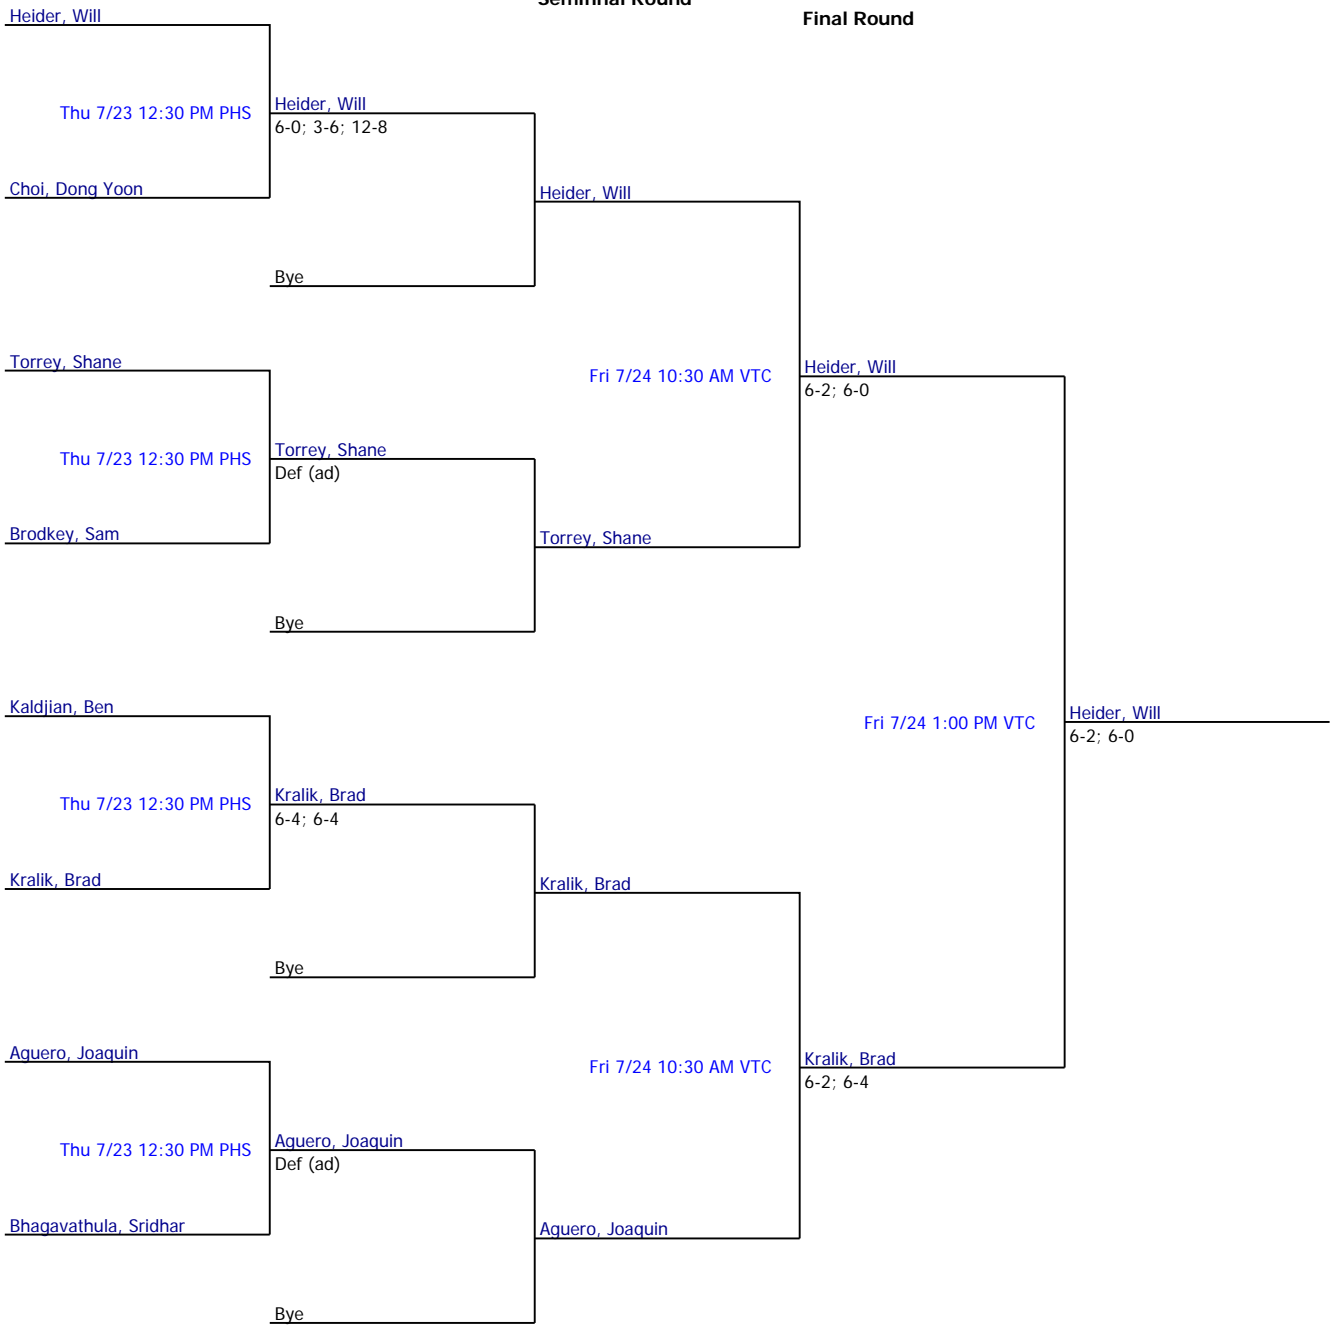 Semifinal Round
Final Round
Heider, Will
Thu 7/23 12:30 PM PHS
Heider, Will
6-0; 3-6; 12-8
Choi, Dong Yoon
Heider, Will
Bye
Torrey, Shane
Fri 7/24 10:30 AM VTC
Heider, Will
6-2; 6-0
Thu 7/23 12:30 PM PHS
Torrey, Shane
Def (ad)
Brodkey, Sam
Torrey, Shane
Bye
Kaldjian, Ben
Fri 7/24 1:00 PM VTC
Heider, Will
6-2; 6-0
Thu 7/23 12:30 PM PHS
Kralik, Brad
6-4; 6-4
Kralik, Brad
Kralik, Brad
Bye
Aguero, Joaquin
Fri 7/24 10:30 AM VTC
Kralik, Brad
6-2; 6-4
Thu 7/23 12:30 PM PHS
Aguero, Joaquin
Def (ad)
Bhagavathula, Sridhar
Aguero, Joaquin
Bye